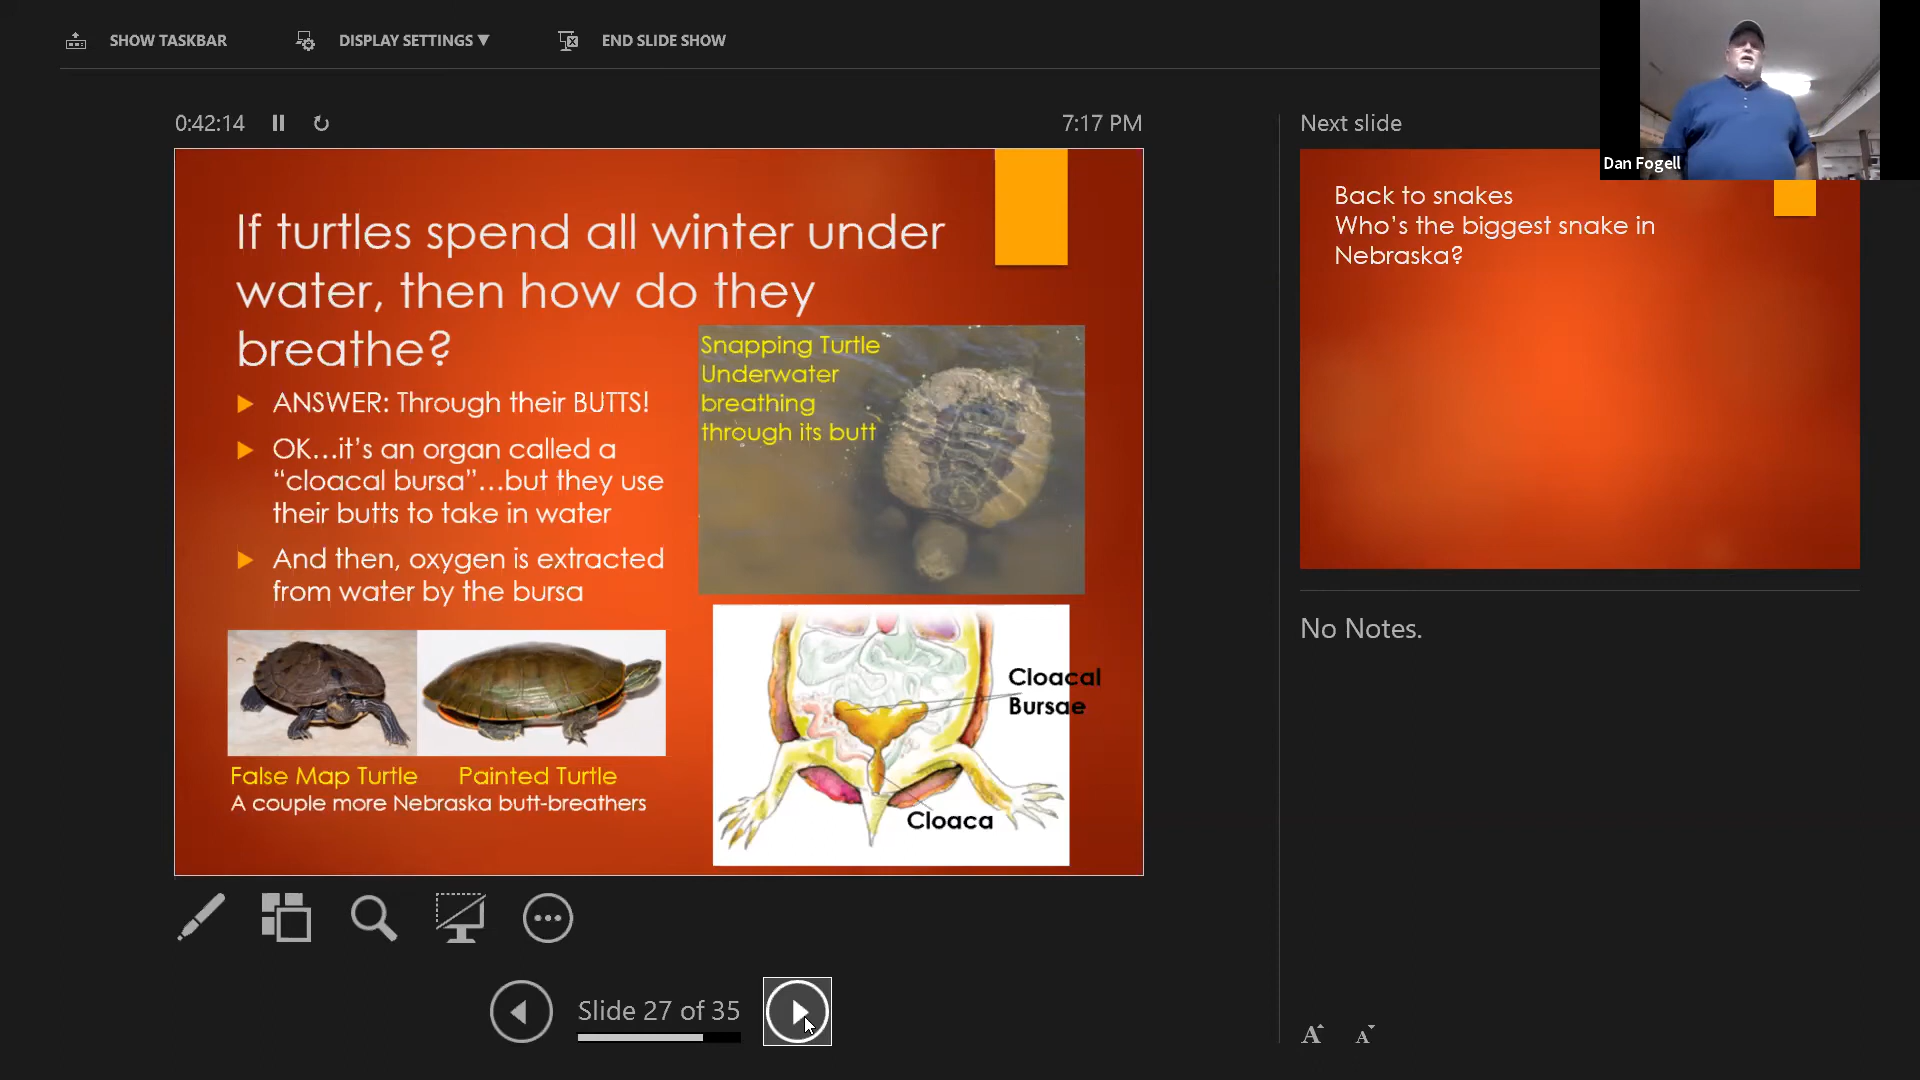 SHOW TASKBAR
DISPLAY SETTINGS ▼
END SLIDE SHOW
Dan Fogell
0:42:14
7:17 PM
Next slide
If turtles spend all winter under
water, then how do they
breathe?
ANSWER: Through their BUTTS!
OK...it’s an organ called a
“cloacal bursa”...but they use
their butts to take in water
And then, oxygen is extracted
from water by the bursa
Snapping Turtle
Underwater
breathing
through its butt
False Map Turtle
Painted Turtle
A couple more Nebraska butt-breathers
Cloacal
Bursae
Cloaca
Back to snakes
Who’s the biggest snake in
Nebraska?
No Notes.
Slide 27 of 35
A
A